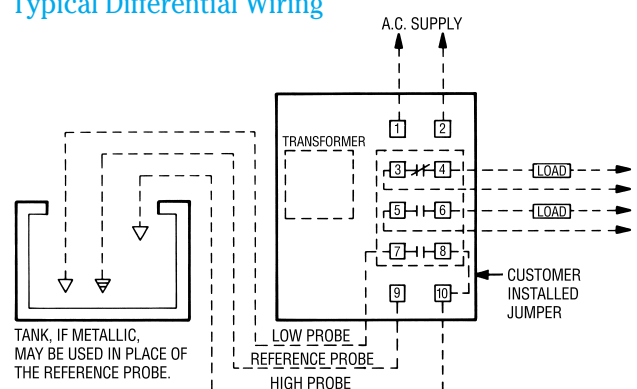 Typical Differential Wiring
A.C. SUPPLY
1 2
TRANSFORMER
3 4 LOAD
5 6 LOAD
7 8
9 10
CUSTOMER
INSTALLED
JUMPER
TANK, IF METALLIC,
MAY BE USED IN PLACE OF
THE REFERENCE PROBE.
LOW PROBE
REFERENCE PROBE
HIGH PROBE